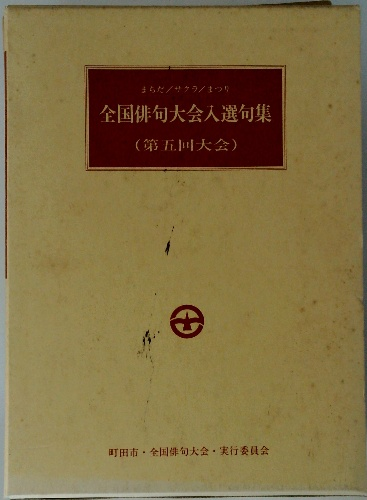 まちだ／サクラ／まつり
全国俳句大会入選句集
（第五回大会）
町田市・全国俳句大会・実行委員会